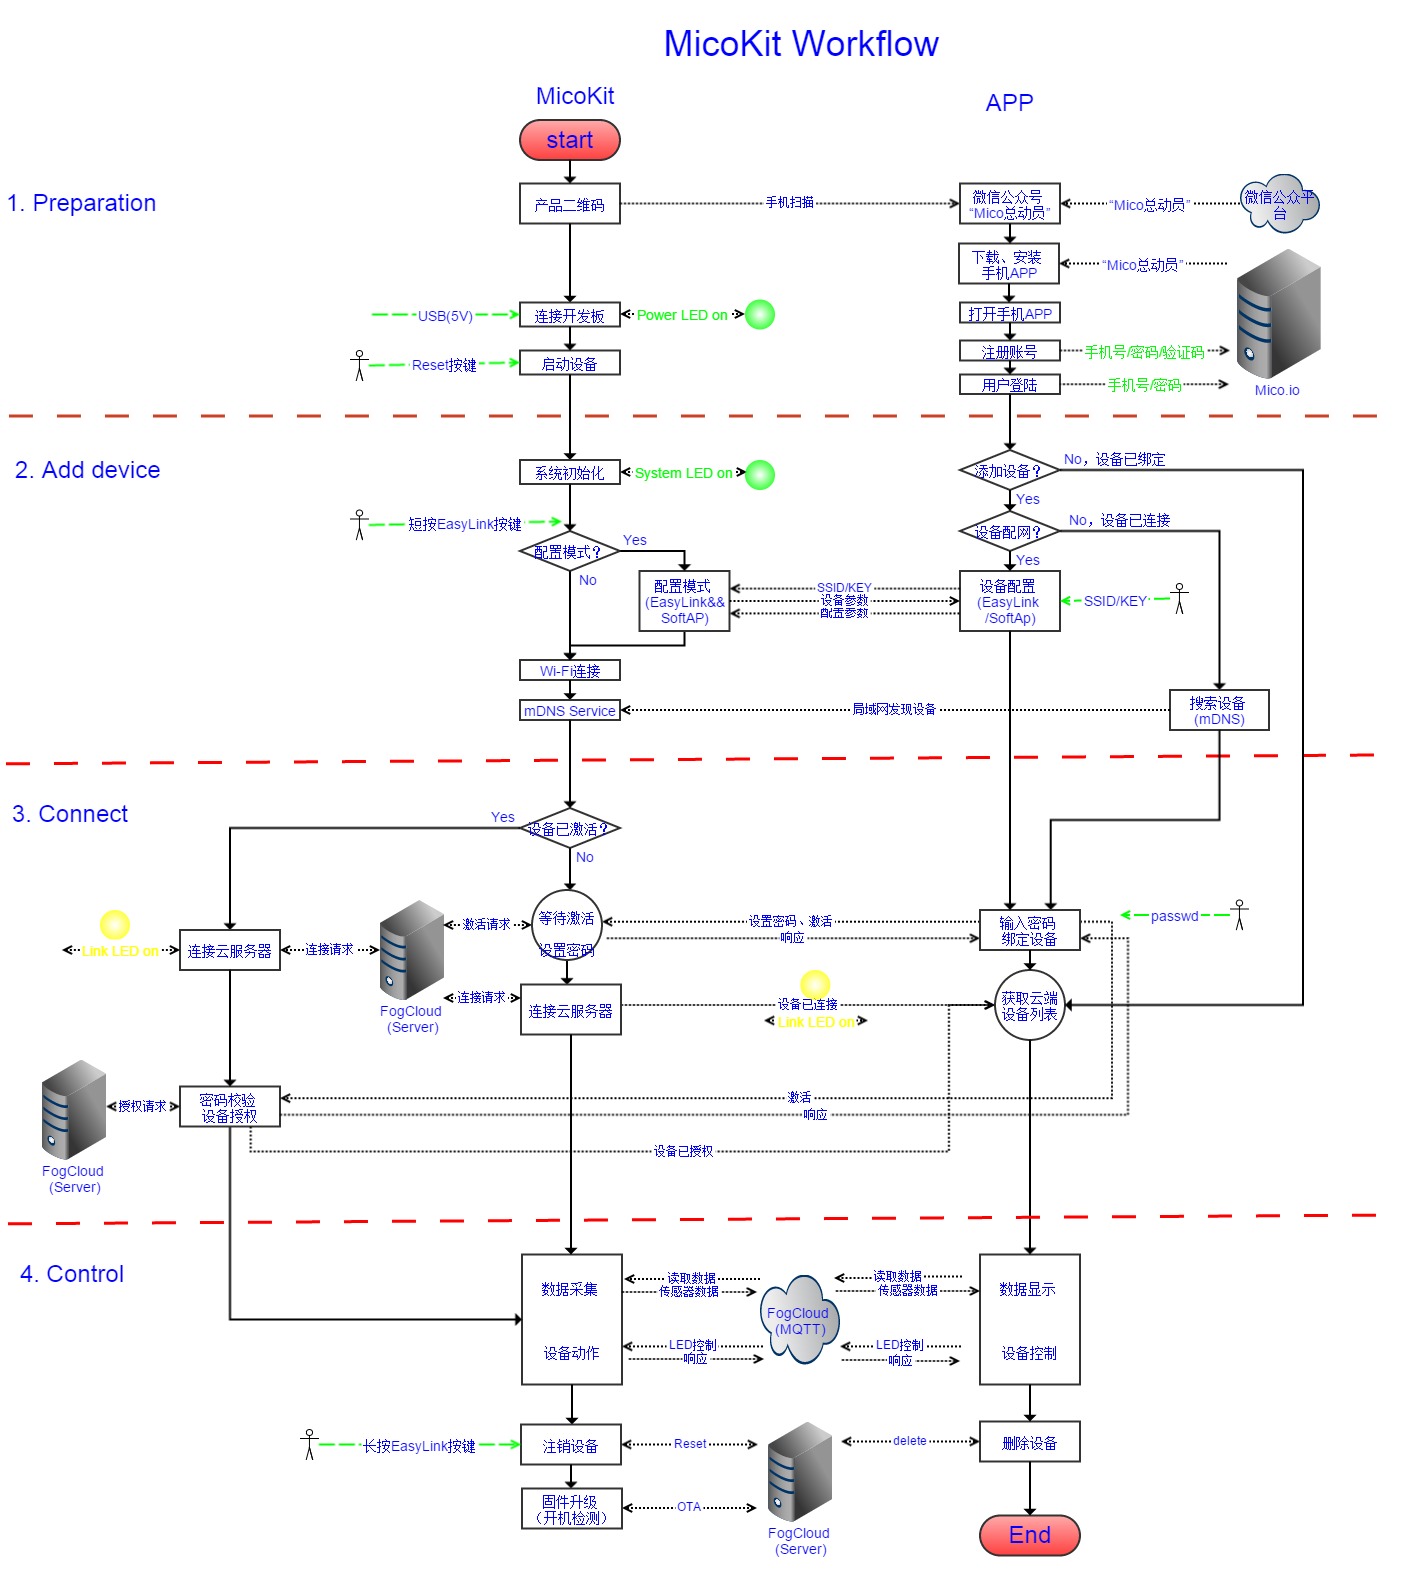 MicoKit Workflow
MicoKit
APP
start
1. Preparation
产品二维码
手机扫描
微信公众号
“Mico总动员”
“Mico总动员”
微信公众平
台
下载、安装
手机APP
“Mico总动员”
USB(5V)
连接开发板
Power LED on
打开手机APP
Reset按键
启动设备
注册账号
手机号/密码/验证码
用户登陆
手机号/密码
Mico.io
2. Add device
系统初始化
System LED on
添加设备？
No，设备已绑定
Yes
短按EasyLink按键
配置模式？
Yes
No
设备配网？
No，设备已连接
Yes
配置模式
(EasyLink&&
SoftAP)
SSID/KEY
设备参数
配置参数
设备配置
(EasyLink
/SoftAp)
SSID/KEY
Wi-Fi连接
mDNS Service
局域网发现设备
搜索设备
(mDNS)
3. Connect
Yes
设备已激活？
No
Link LED on
连接云服务器
连接请求
激活请求
等待激活
设置密码
设置密码、激活
响应
输入密码
绑定设备
passwd
连接请求
FogCloud
(Server)
连接云服务器
设备已连接
Link LED on
获取云端
设备列表
授权请求
密码校验
设备授权
激活
响应
设备已授权
FogCloud
(Server)
4. Control
数据采集
设备动作
读取数据
传感器数据
LED控制
响应
FogCloud
(MQTT)
读取数据
传感器数据
LED控制
响应
数据显示
设备控制
长按EasyLink按键
注销设备
Reset
delete
删除设备
固件升级
（开机检测）
OTA
FogCloud
(Server)
End